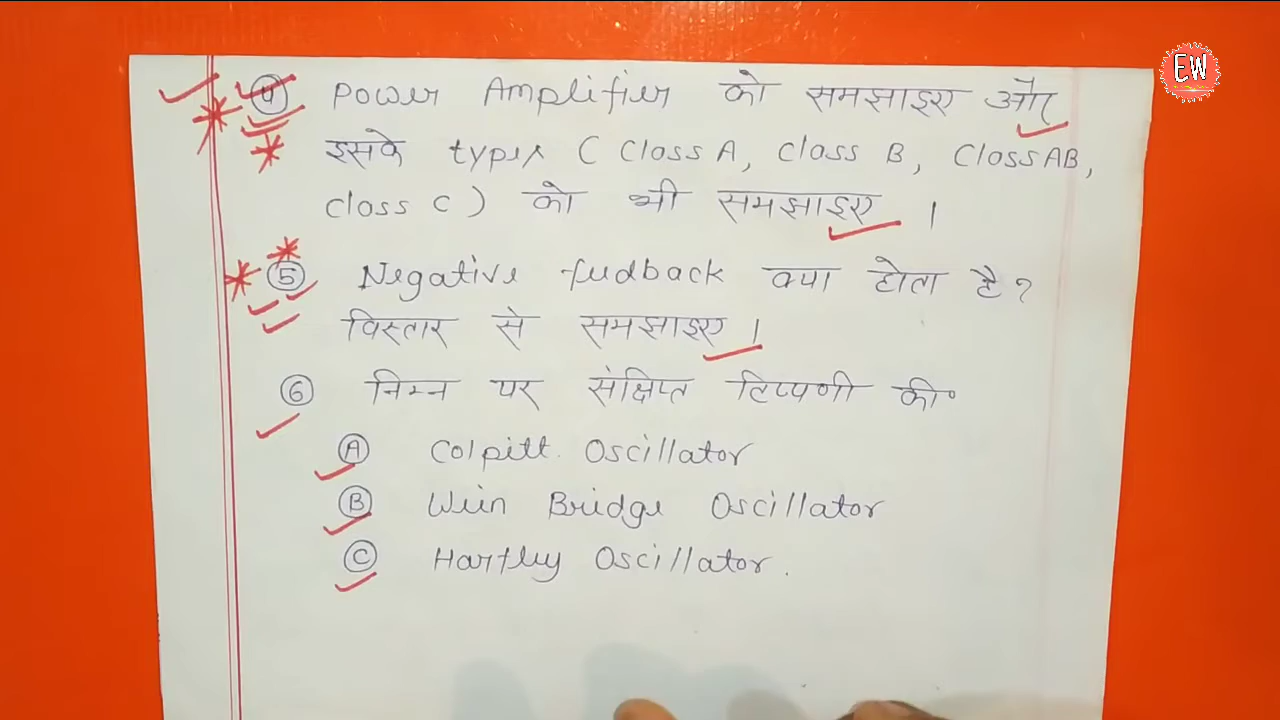 EW
④ Power Amplifier को समझाइए और
इसके types ( Class A, Class B, Class AB,
class C ) को भी समझाइए ।
⑤ Negative feedback क्या होता है?
विस्तार से समझाइए ।
⑥ निम्न पर संक्षिप्त टिप्पणी की०
Ⓐ Colpitt. Oscillator
Ⓑ Wein Bridge Oscillator
Ⓒ Hartley Oscillator.